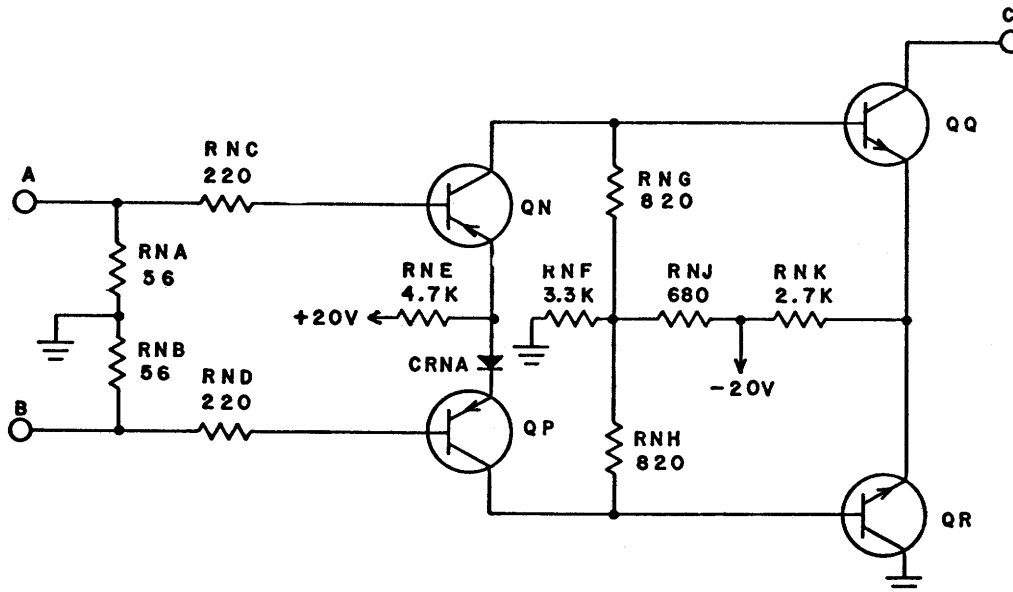 C
QQ
A
RNC
220
RNG
820
QN
RNA
56
RNE
4.7K
RNF
3.3K
RNJ
680
RNK
2.7K
+20V
RNB
56
CRNA
-20V
B
RND
220
QP
RNH
820
QR